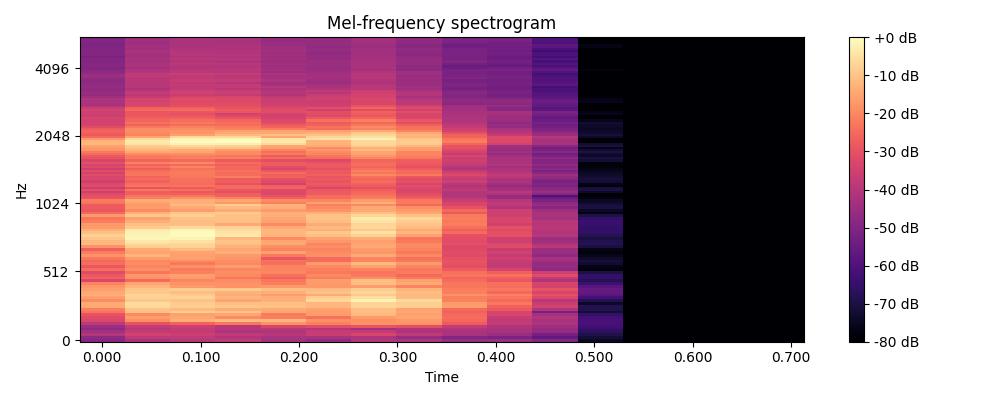 Mel-frequency spectrogram
Hz
4096
2048
1024
512
0
0.000 0.100 0.200 0.300 0.400 0.500 0.600 0.700
Time
+0 dB
-10 dB
-20 dB
-30 dB
-40 dB
-50 dB
-60 dB
-70 dB
-80 dB